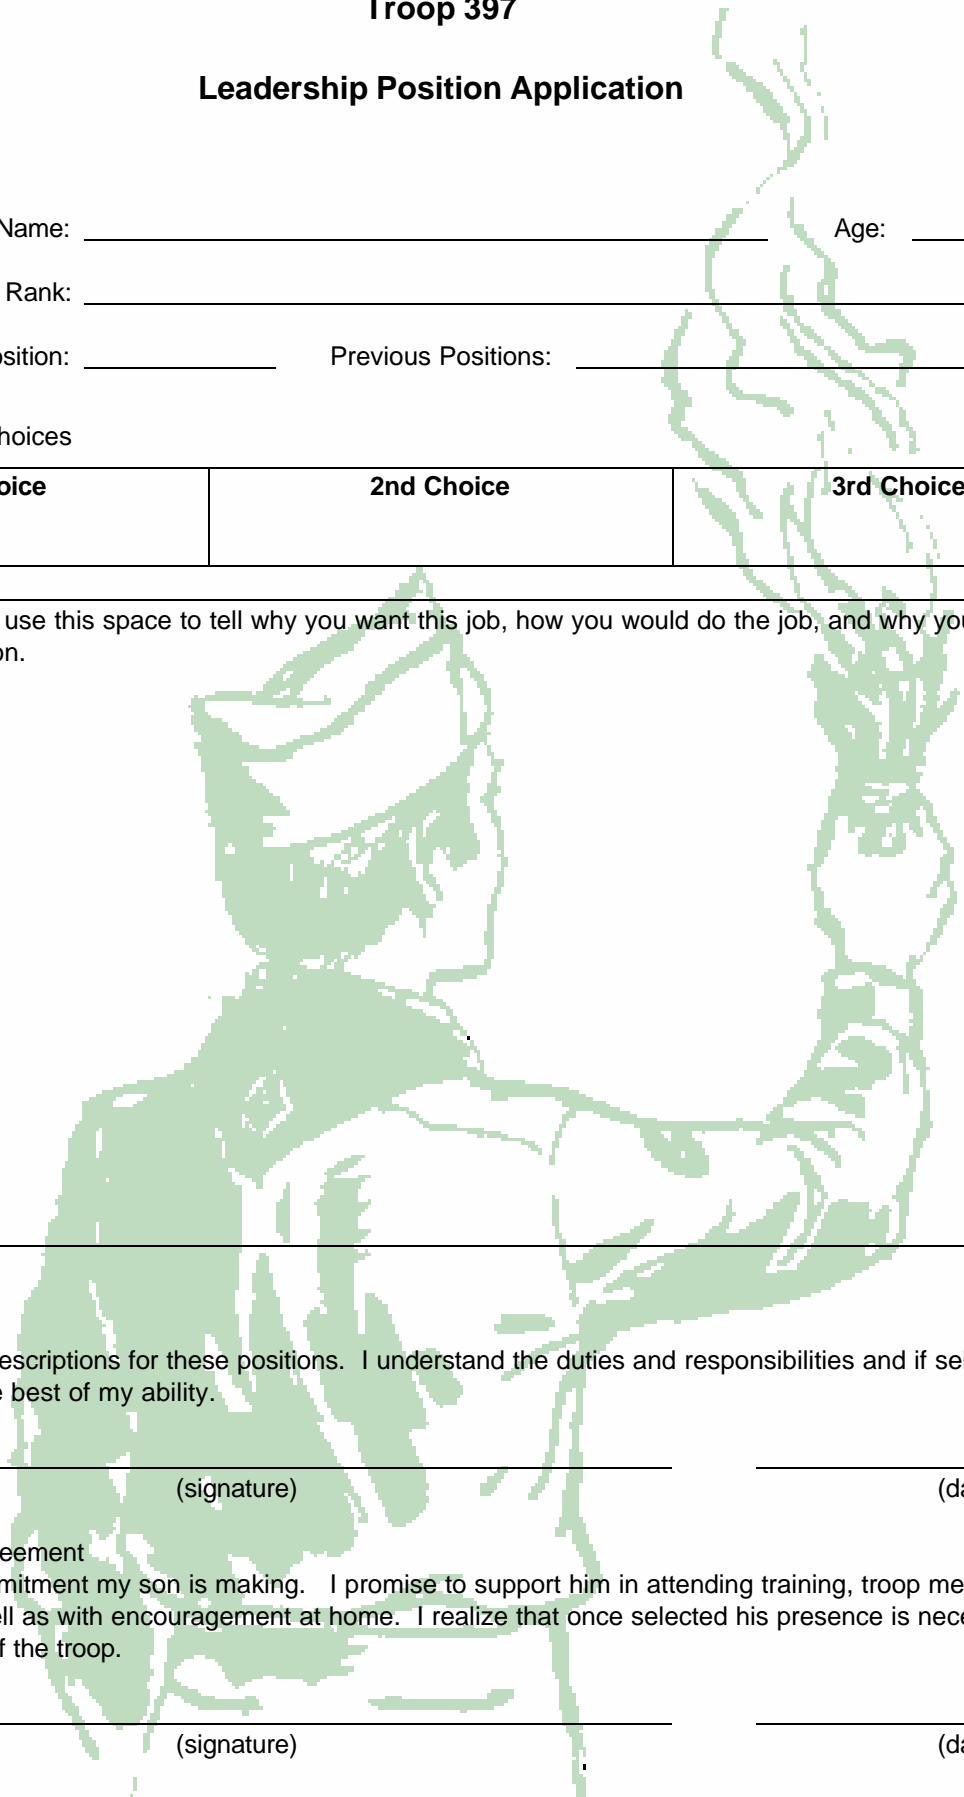 Troop 397
Leadership Position Application
Name: Age:
Rank:
sition: Previous Positions:
hoices
oice 2nd Choice 3rd Choice
use this space to tell why you want this job, how you would do the job, and why you
on.
escriptions for these positions. I understand the duties and responsibilities and if sel
e best of my ability.
(signature) (da
eement
mitment my son is making. I promise to support him in attending training, troop me
ell as with encouragement at home. I realize that once selected his presence is nece
f the troop.
(signature) (da